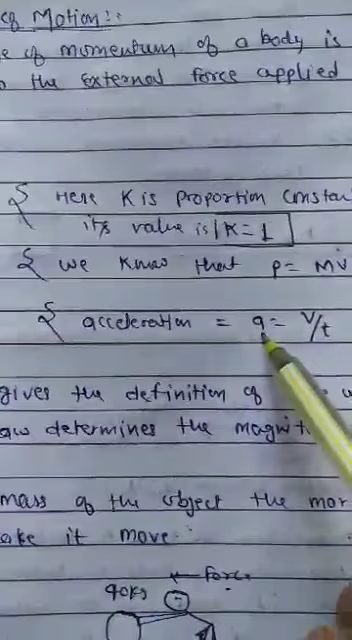 of Motion::
e of momentum of a body is
the External force applied
Here K is proportion Constan
it's value is K = 1
we Know that p = mv
acceleration = a = v/t
gives the definition of
aw determines the magnit
mass of the object the mor
ake it move
← force
90kg